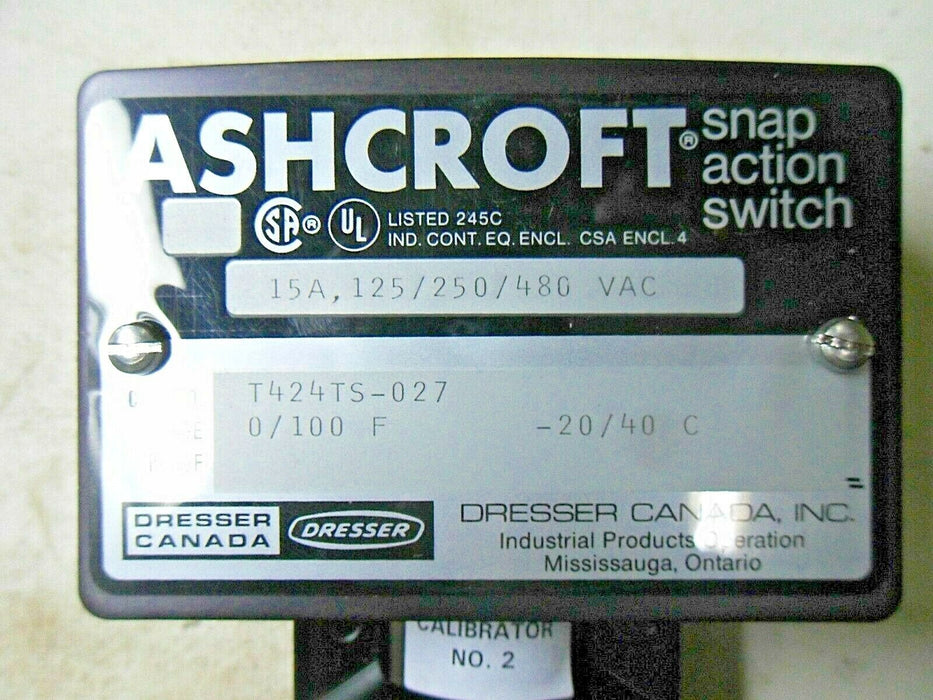 ASHCROFT® snap
action
switch
SA® UL LISTED 245C
IND. CONT. EQ. ENCL. CSA ENCL. 4
15A, 125/250/480 VAC
T424TS-027
0/100 F -20/40 C
DRESSER
CANADA
DRESSER
DRESSER CANADA, INC.
Industrial Products Operation
Mississauga, Ontario
CALIBRATOR
NO. 2